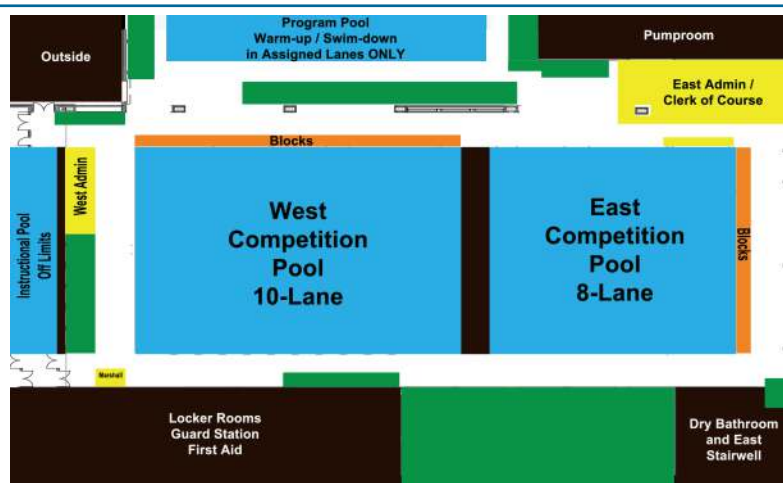 Program Pool
Warm-up / Swim-down
in Assigned Lanes ONLY
Outside
Pumproom
East Admin /
Clerk of Course
Blocks
Instructional Pool
Off Limits
West Admin
West
Competition
Pool
10-Lane
East
Competition
Pool
8-Lane
Blocks
Marshall
Locker Rooms
Guard Station
First Aid
Dry Bathroom
and East
Stairwell